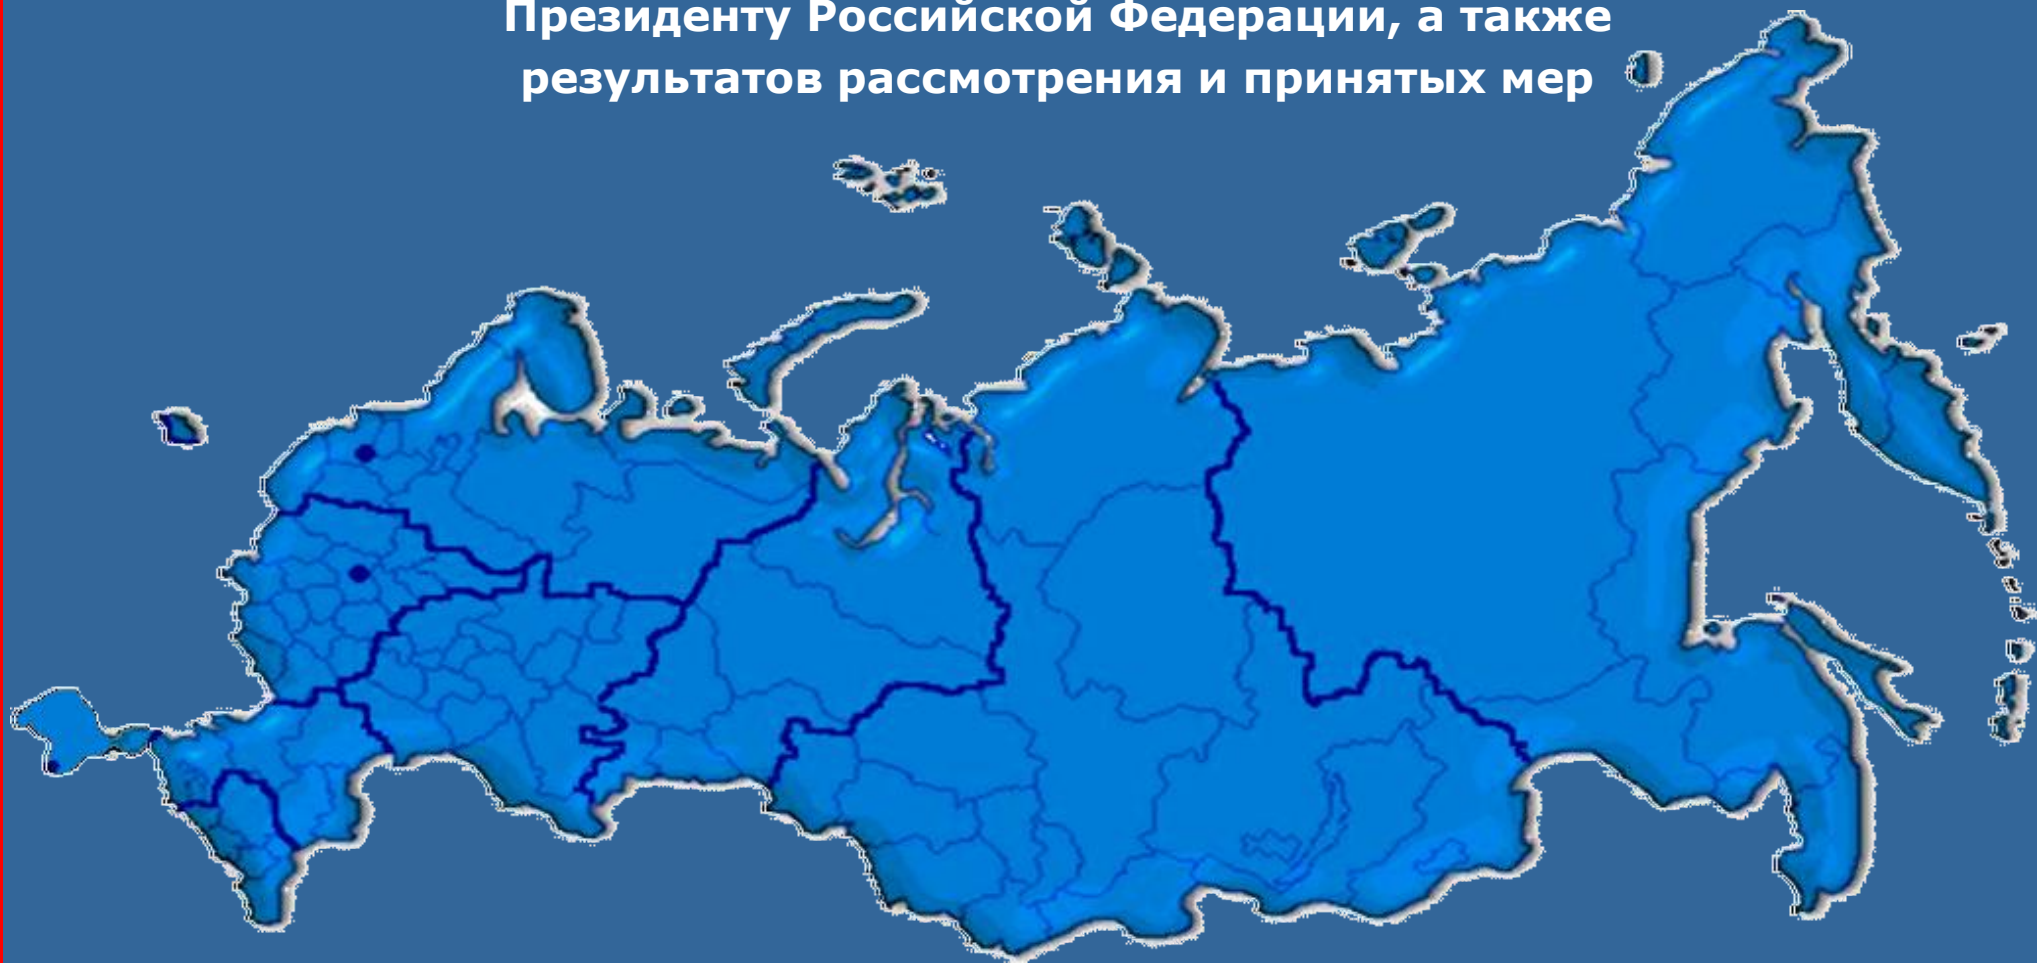 Президенту Российской Федерации, а также
результатов рассмотрения и принятых мер